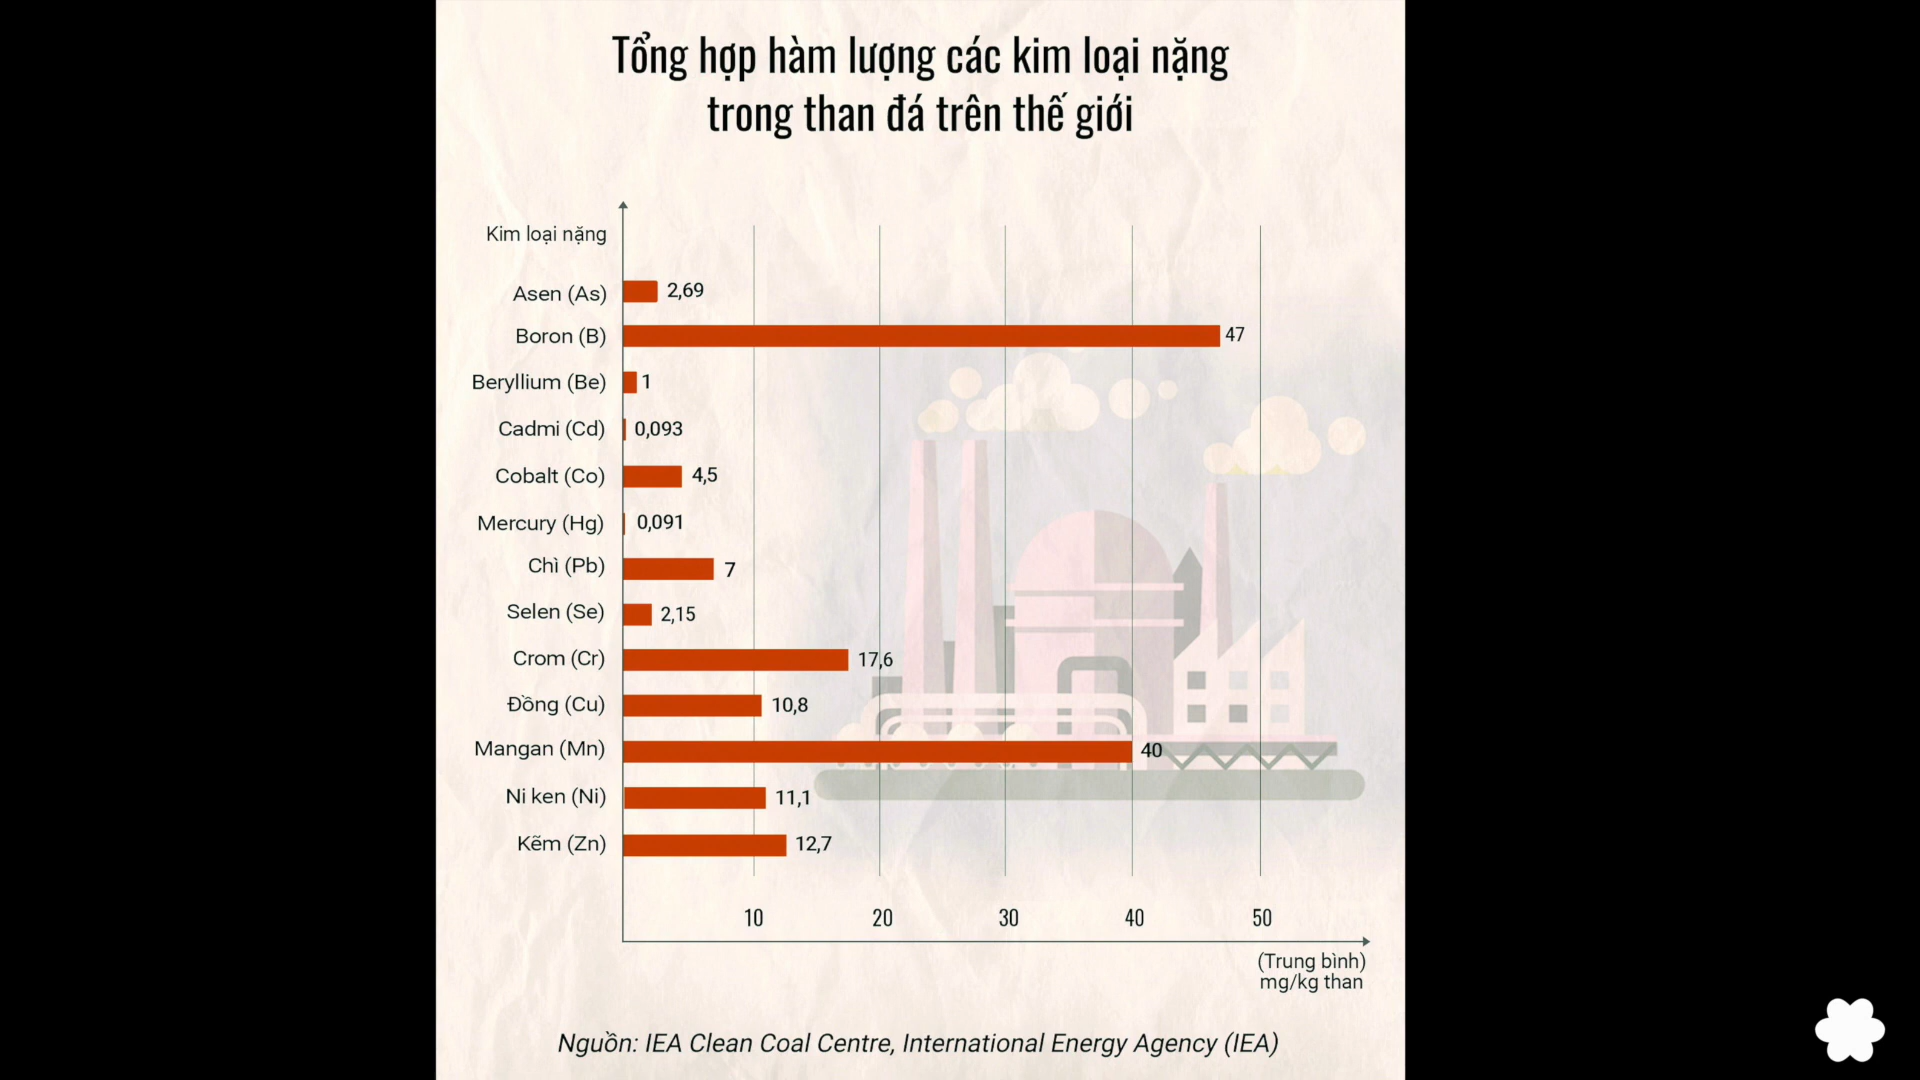 Tổng hợp hàm lượng các kim loại nặng
trong than đá trên thế giới
Kim loại nặng
Asen (As) 2,69
Boron (B) 47
Beryllium (Be) 1
Cadmi (Cd) 0,093
Cobalt (Co) 4,5
Mercury (Hg) 0,091
Chì (Pb) 7
Selen (Se) 2,15
Crom (Cr) 17,6
Đồng (Cu) 10,8
Mangan (Mn) 40
Ni ken (Ni) 11,1
Kẽm (Zn) 12,7
10 20 30 40 50
(Trung bình)
mg/kg than
Nguồn: IEA Clean Coal Centre, International Energy Agency (IEA)